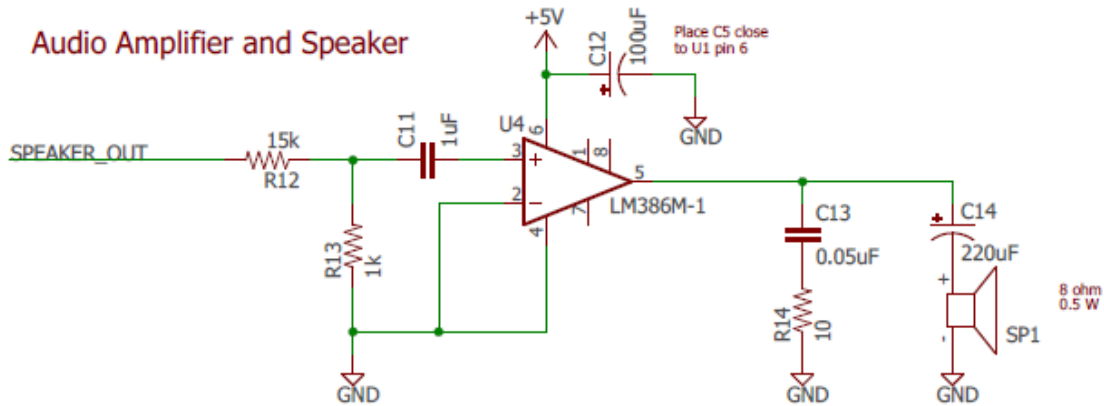 Audio Amplifier and Speaker
+5V
C12
100uF
Place C5 close
to U1 pin 6
GND
SPEAKER_OUT
15k
R12
C11
1uF
U4
6
3
+
1
8
5
2
-
7
4
LM386M-1
R13
1k
GND
C13
0.05uF
R14
10
GND
+
C14
220uF
+
-
SP1
8 ohm
0.5 W
GND